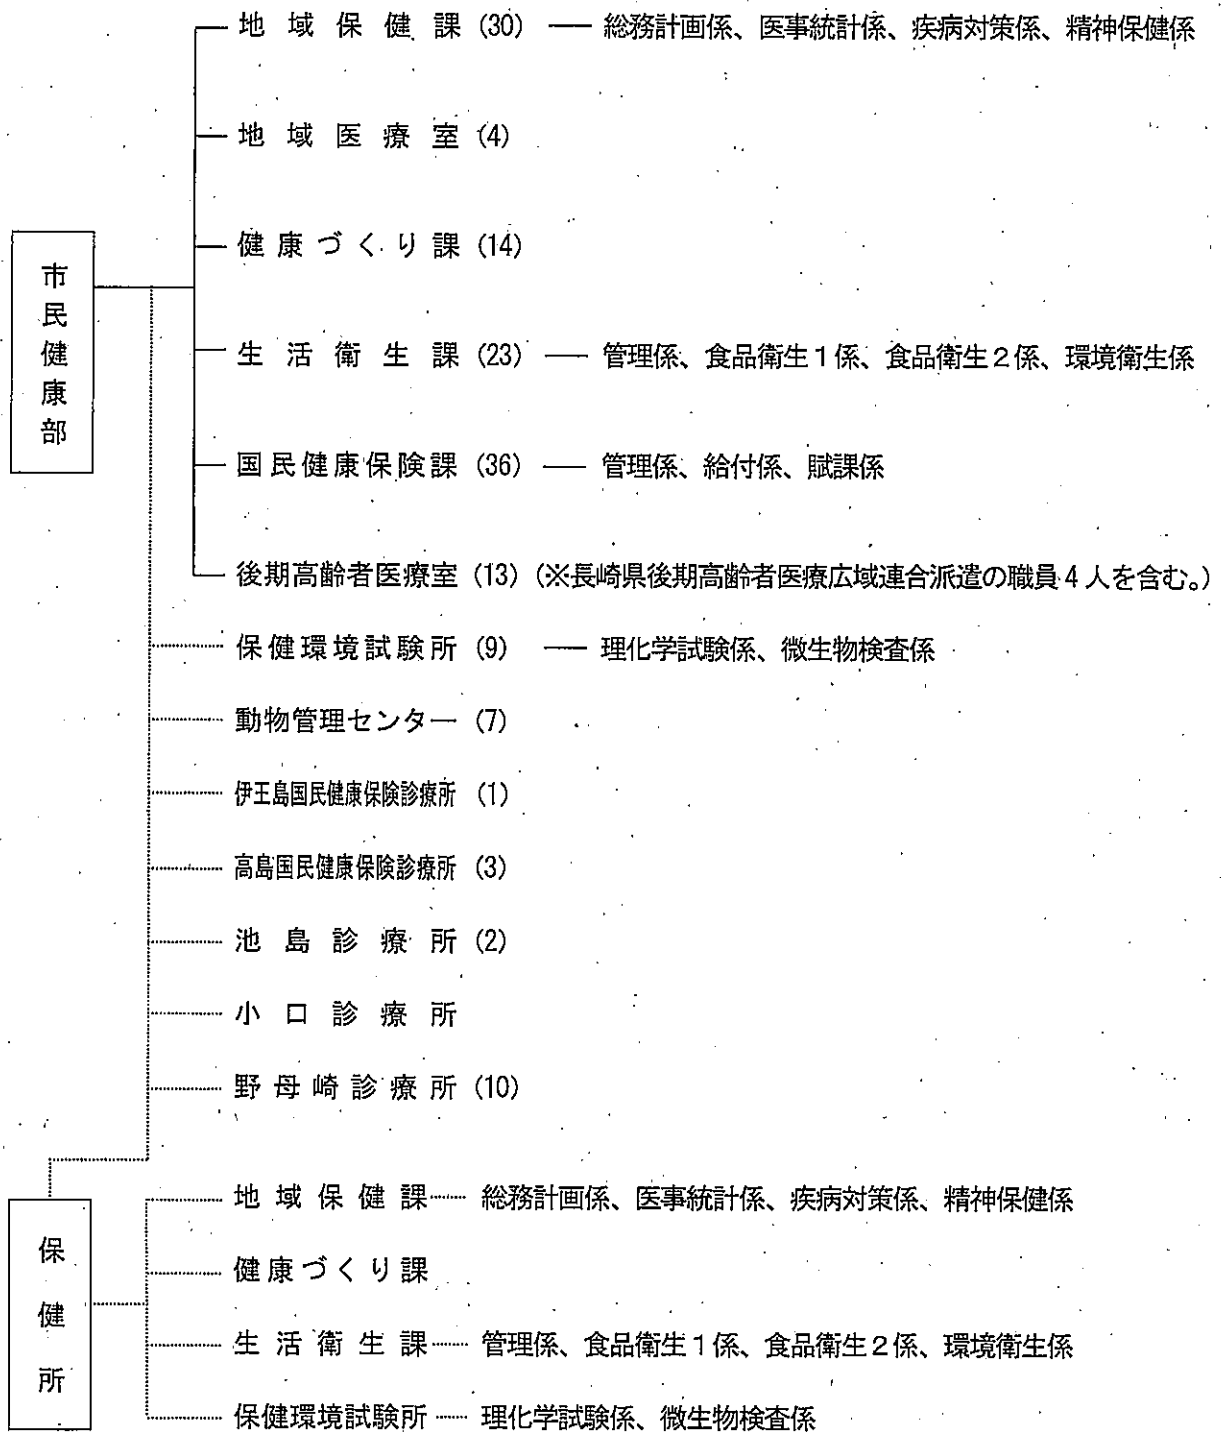 市民健康部
地域保健課 (30) ── 総務計画係、医事統計係、疾病対策係、精神保健係
地域医療室 (4)
健康づくり課 (14)
生活衛生課 (23) ── 管理係、食品衛生1係、食品衛生2係、環境衛生係
国民健康保険課 (36) ── 管理係、給付係、賦課係
後期高齢者医療室 (13) (※長崎県後期高齢者医療広域連合派遣の職員4人を含む。)
保健環境試験所 (9) ── 理化学試験係、微生物検査係
動物管理センター (7)
伊王島国民健康保険診療所 (1)
高島国民健康保険診療所 (3)
池島診療所 (2)
小口診療所
野母崎診療所 (10)
保健所
地域保健課 …… 総務計画係、医事統計係、疾病対策係、精神保健係
健康づくり課
生活衛生課 …… 管理係、食品衛生1係、食品衛生2係、環境衛生係
保健環境試験所 …… 理化学試験係、微生物検査係